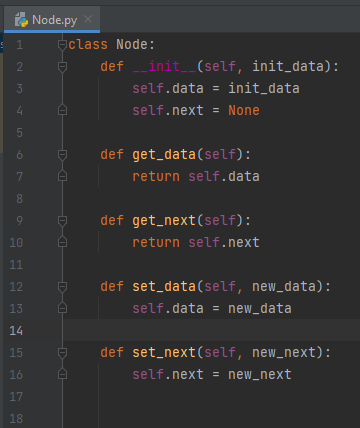 Node.py
1 class Node:
2     def __init__(self, init_data):
3         self.data = init_data
4         self.next = None
5
6     def get_data(self):
7         return self.data
8
9     def get_next(self):
10         return self.next
11
12     def set_data(self, new_data):
13         self.data = new_data
14
15     def set_next(self, new_next):
16         self.next = new_next
17
18